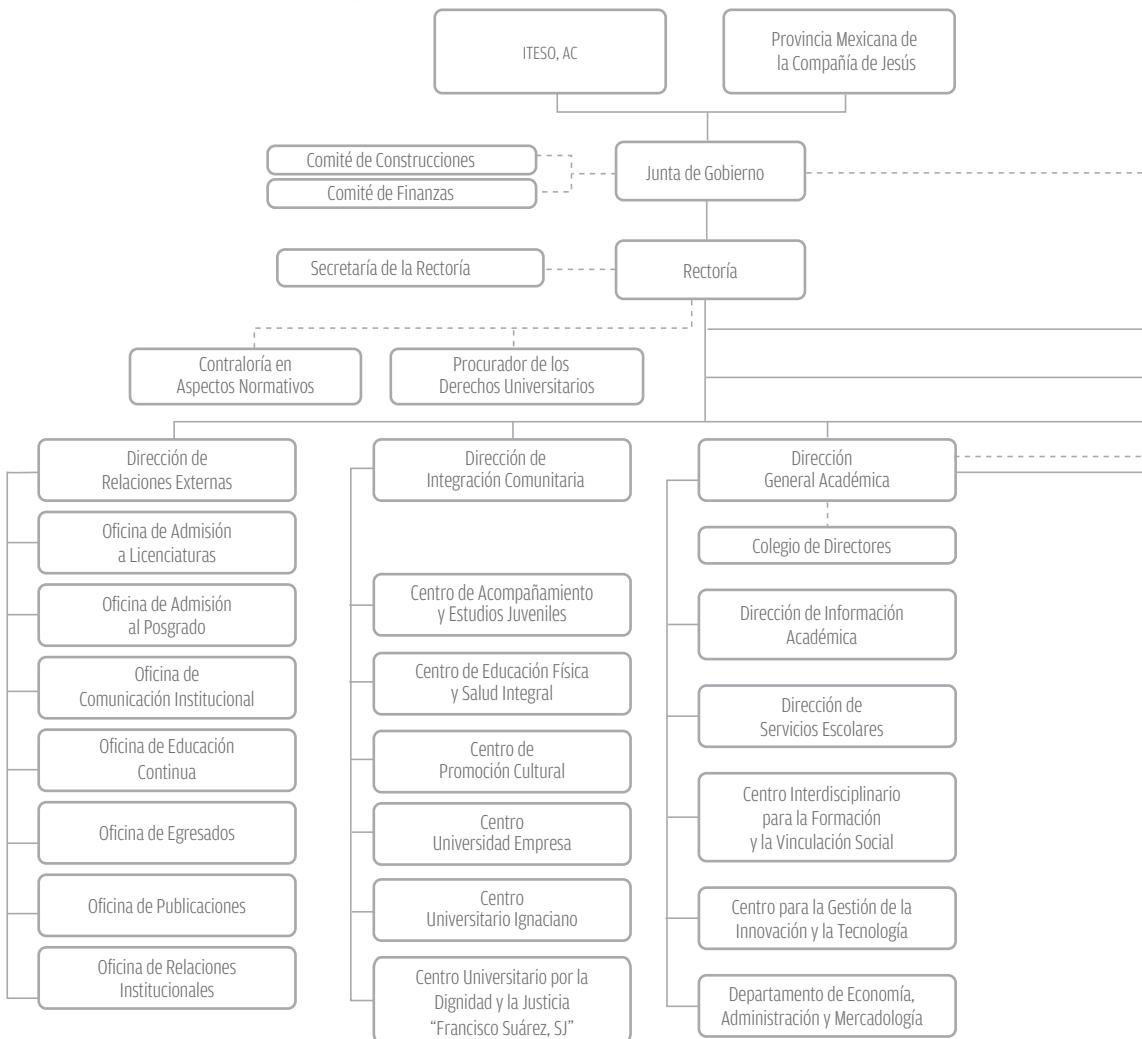 ITESO, AC
Provincia Mexicana de
la Compañía de Jesús
Comité de Construcciones
Comité de Finanzas
Junta de Gobierno
Secretaría de la Rectoría
Rectoría
Contraloría en
Aspectos Normativos
Procurador de los
Derechos Universitarios
Dirección de
Relaciones Externas
Oficina de Admisión
a Licenciaturas
Oficina de Admisión
al Posgrado
Oficina de
Comunicación Institucional
Oficina de Educación
Continua
Oficina de Egresados
Oficina de Publicaciones
Oficina de Relaciones
Institucionales
Dirección de
Integración Comunitaria
Centro de Acompañamiento
y Estudios Juveniles
Centro de Educación Física
y Salud Integral
Centro de
Promoción Cultural
Centro
Universidad Empresa
Centro
Universitario Ignaciano
Centro Universitario por la
Dignidad y la Justicia
“Francisco Suárez, SJ”
Dirección
General Académica
Colegio de Directores
Dirección de Información
Académica
Dirección de
Servicios Escolares
Centro Interdisciplinario
para la Formación
y la Vinculación Social
Centro para la Gestión de la
Innovación y la Tecnología
Departamento de Economía,
Administración y Mercadología